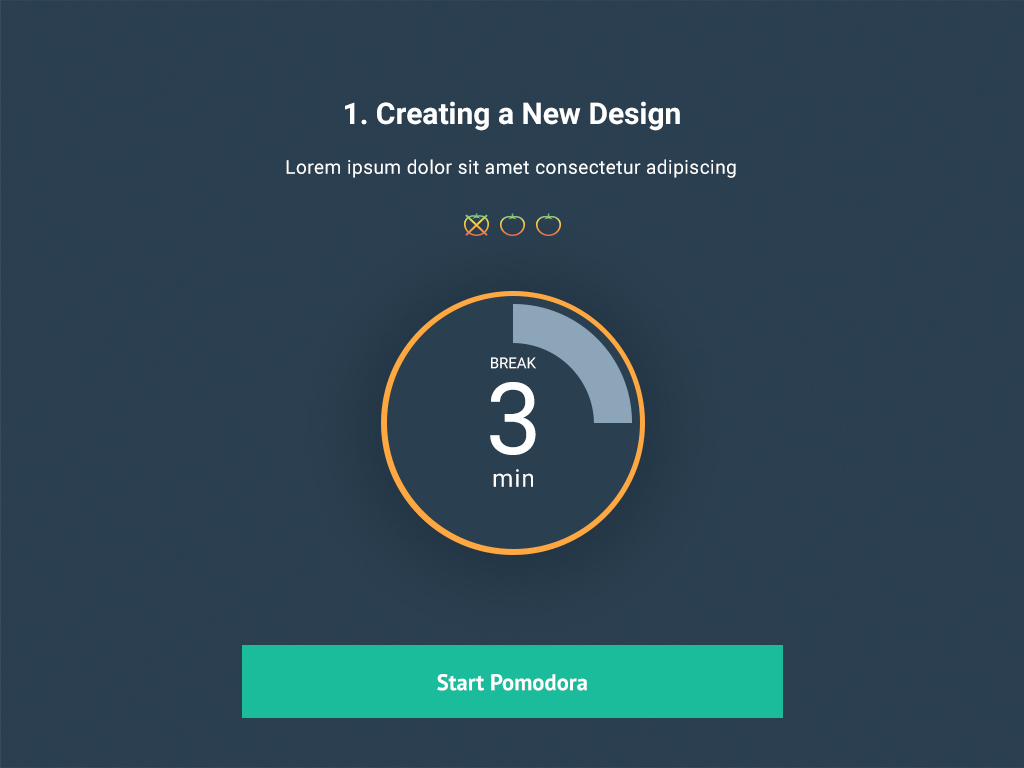 1. Creating a New Design
Lorem ipsum dolor sit amet consectetur adipiscing
BREAK
3
min
Start Pomodora